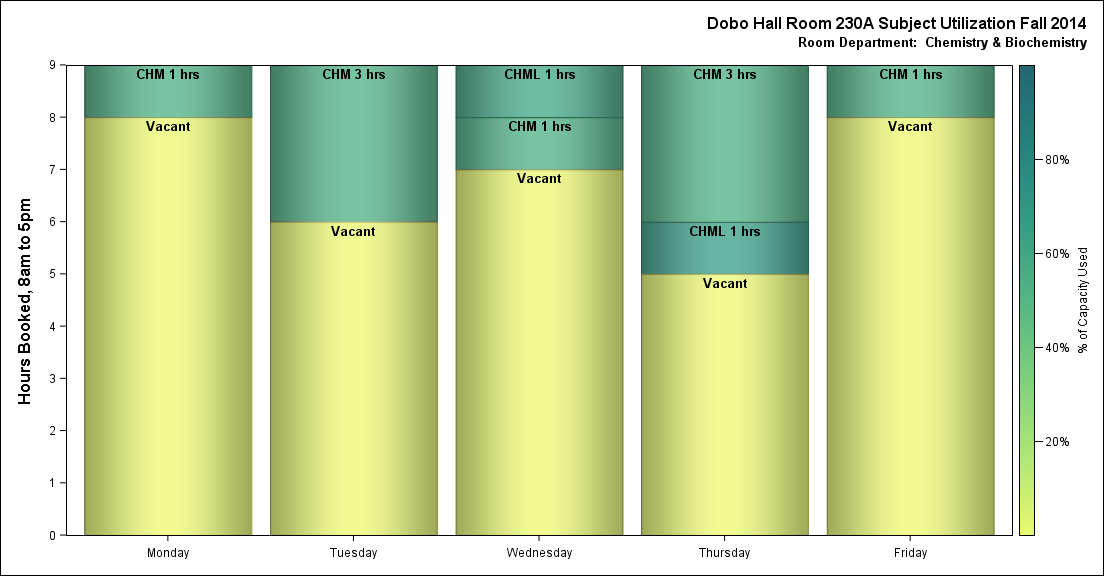 Dobo Hall Room 230A Subject Utilization Fall 2014
Room Department:  Chemistry & Biochemistry
Hours Booked, 8am to 5pm
9
8
7
6
5
4
3
2
1
0
CHM 1 hrs
Vacant
CHM 3 hrs
Vacant
CHML 1 hrs
CHM 1 hrs
Vacant
CHM 3 hrs
CHML 1 hrs
Vacant
CHM 1 hrs
Vacant
Monday
Tuesday
Wednesday
Thursday
Friday
80%
60%
40%
20%
% of Capacity Used